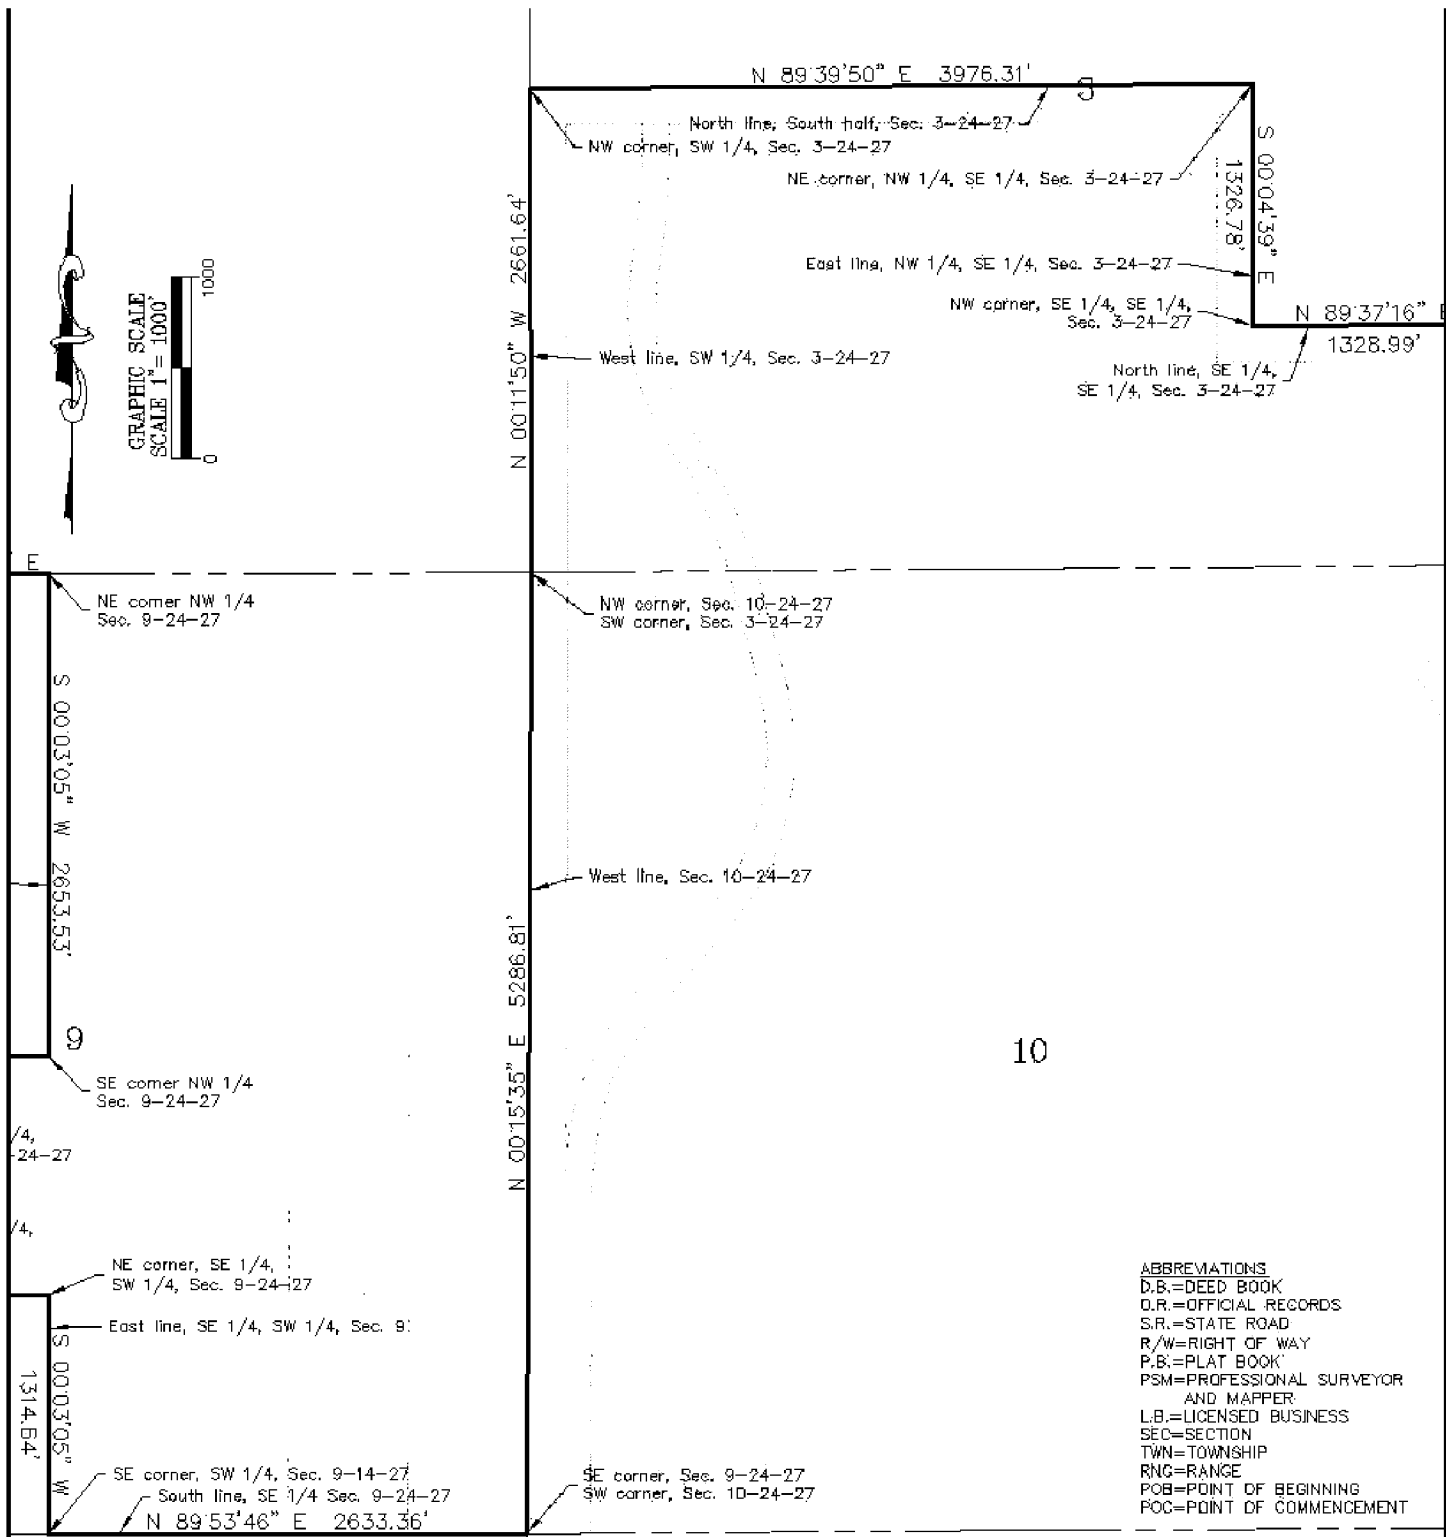 N 89°39'50" E 3976.31'
3
North line, South half, Sec. 3-24-27
NW corner, SW 1/4, Sec. 3-24-27
NE corner, NW 1/4, SE 1/4, Sec. 3-24-27
S 00°04'39" E
1326.78'
N 00°11'50" W 2661.64'
East line, NW 1/4, SE 1/4, Sec. 3-24-27
NW corner, SE 1/4, SE 1/4,
Sec. 3-24-27
N 89°37'16" E
1328.99'
West line, SW 1/4, Sec. 3-24-27
North line, SE 1/4,
SE 1/4, Sec. 3-24-27
GRAPHIC SCALE
SCALE 1"= 1000'
0
1000
E
NE corner NW 1/4
Sec. 9-24-27
NW corner, Sec. 10-24-27
SW corner, Sec. 3-24-27
S 00°03'05" W 2653.53'
West line, Sec. 10-24-27
N 00°15'35" E 5286.81'
9
10
SE corner NW 1/4
Sec. 9-24-27
/4,
-24-27
/4,
NE corner, SE 1/4,
SW 1/4, Sec. 9-24-27
East line, SE 1/4, SW 1/4, Sec. 9
S 00°03'05" W
1314.64'
SE corner, SW 1/4, Sec. 9-14-27
South line, SE 1/4 Sec. 9-24-27
N 89°53'46" E 2633.36'
SE corner, Sec. 9-24-27
SW corner, Sec. 10-24-27
ABBREVIATIONS
D.B.=DEED BOOK
O.R.=OFFICIAL RECORDS
S.R.=STATE ROAD
R/W=RIGHT OF WAY
P.B.=PLAT BOOK
PSM=PROFESSIONAL SURVEYOR
AND MAPPER
L.B.=LICENSED BUSINESS
SEC=SECTION
TWN=TOWNSHIP
RNG=RANGE
POB=POINT OF BEGINNING
POC=POINT OF COMMENCEMENT